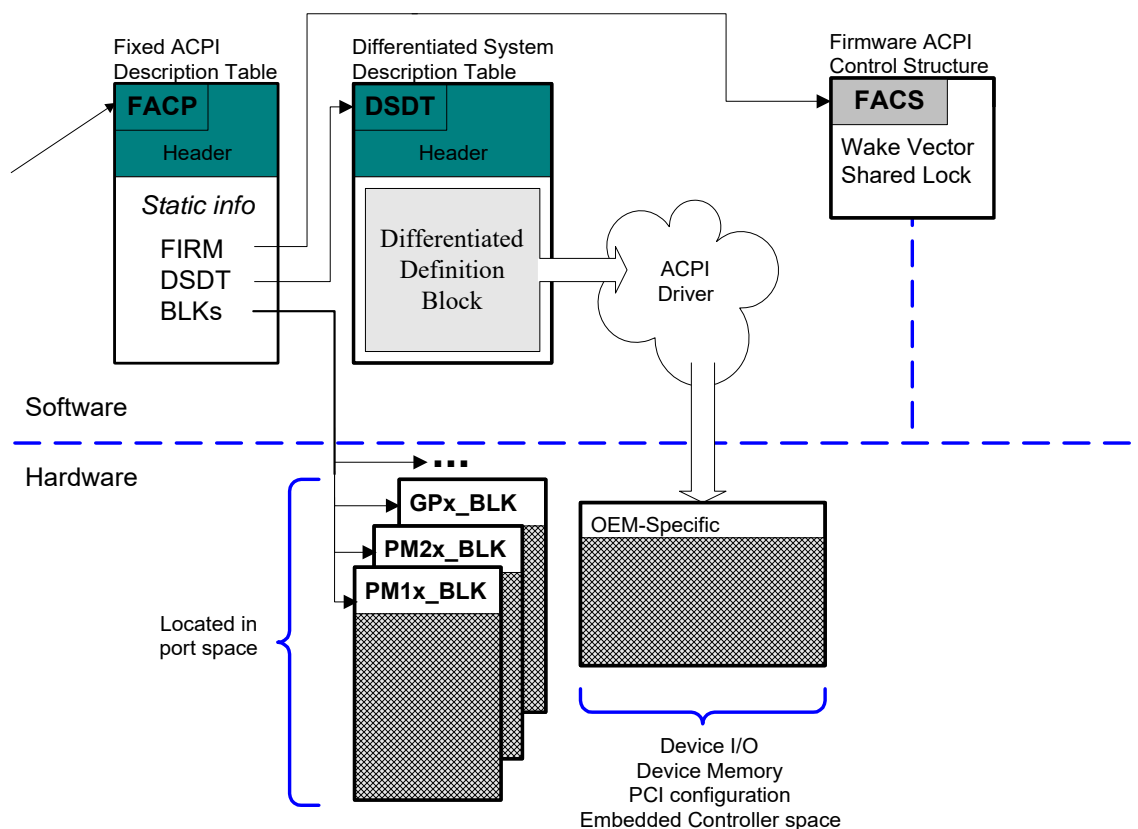 Fixed ACPI
Description Table
FACP
Header
Static info
FIRM
DSDT
BLKs
Differentiated System
Description Table
DSDT
Header
Differentiated
Definition
Block
ACPI
Driver
Firmware ACPI
Control Structure
FACS
Wake Vector
Shared Lock
Software
Hardware
...
GPx_BLK
PM2x_BLK
PM1x_BLK
Located in
port space
OEM-Specific
Device I/O
Device Memory
PCI configuration
Embedded Controller space